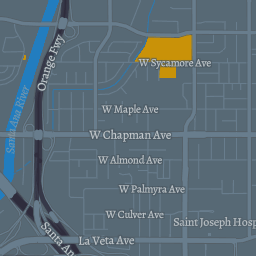 Orange Fwy
W Sycamore Ave
Santa Ana River
W Maple Ave
W Chapman Ave
W Almond Ave
W Palmyra Ave
W Culver Ave
Saint Joseph Hosp
Santa An
La Veta Ave